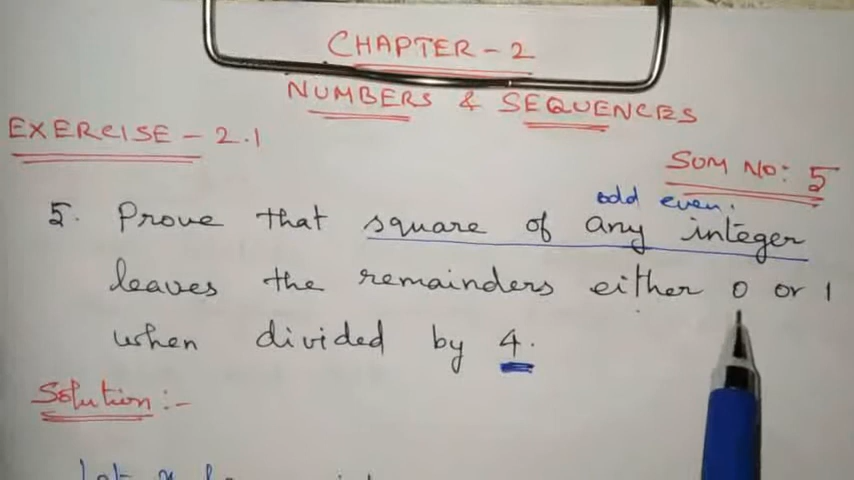 CHAPTER - 2
NUMBERS & SEQUENCES
EXERCISE - 2.1
SUM NO: 5
odd even.
5. Prove that square of any integer
leaves the remainders either 0 or 1
when divided by 4.
Solution :-
Let